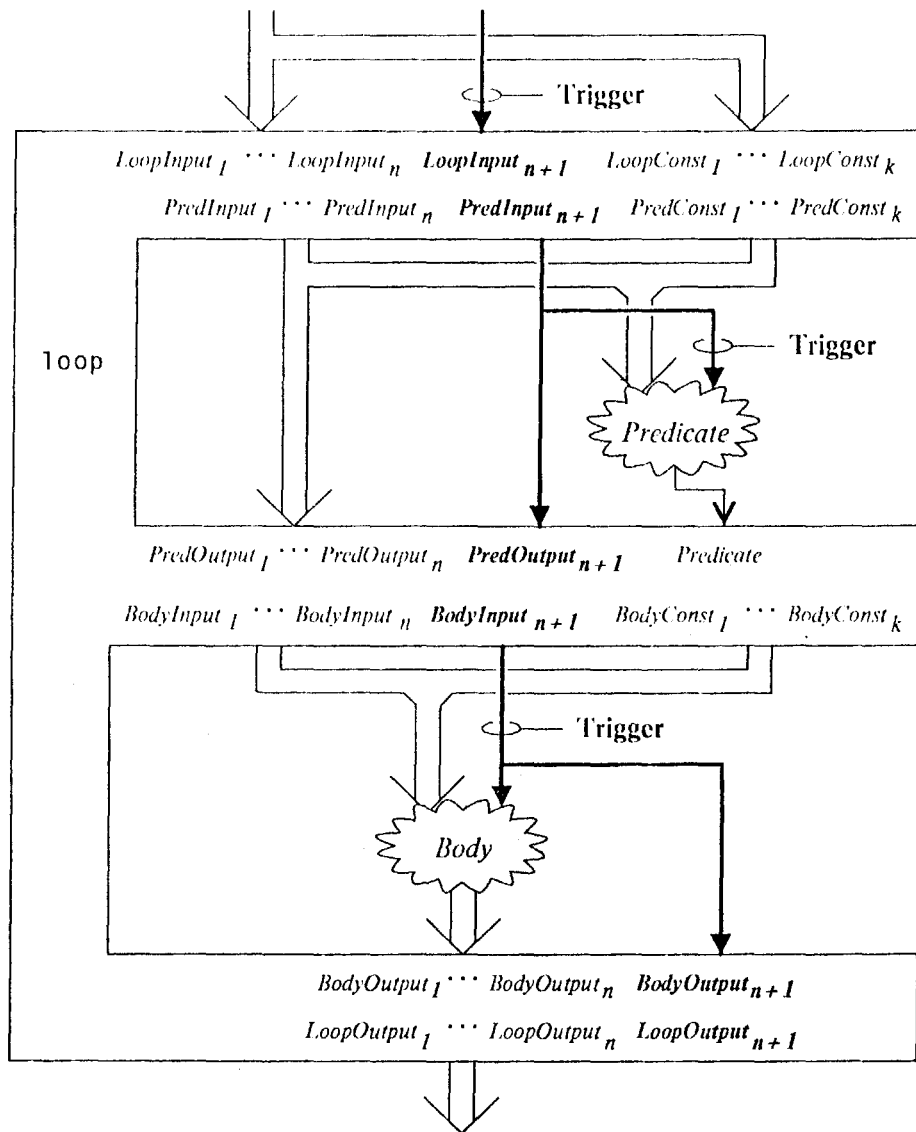 Trigger
LoopInput 1 ··· LoopInput n LoopInput n + 1 LoopConst 1 ··· LoopConst k
PredInput 1 ··· PredInput n PredInput n + 1 PredConst 1 ··· PredConst k
Trigger
loop
Predicate
PredOutput 1 ··· PredOutput n PredOutput n + 1 Predicate
BodyInput 1 ··· BodyInput n BodyInput n + 1 BodyConst 1 ··· BodyConst k
Trigger
Body
BodyOutput 1 ··· BodyOutput n BodyOutput n + 1
LoopOutput 1 ··· LoopOutput n LoopOutput n + 1